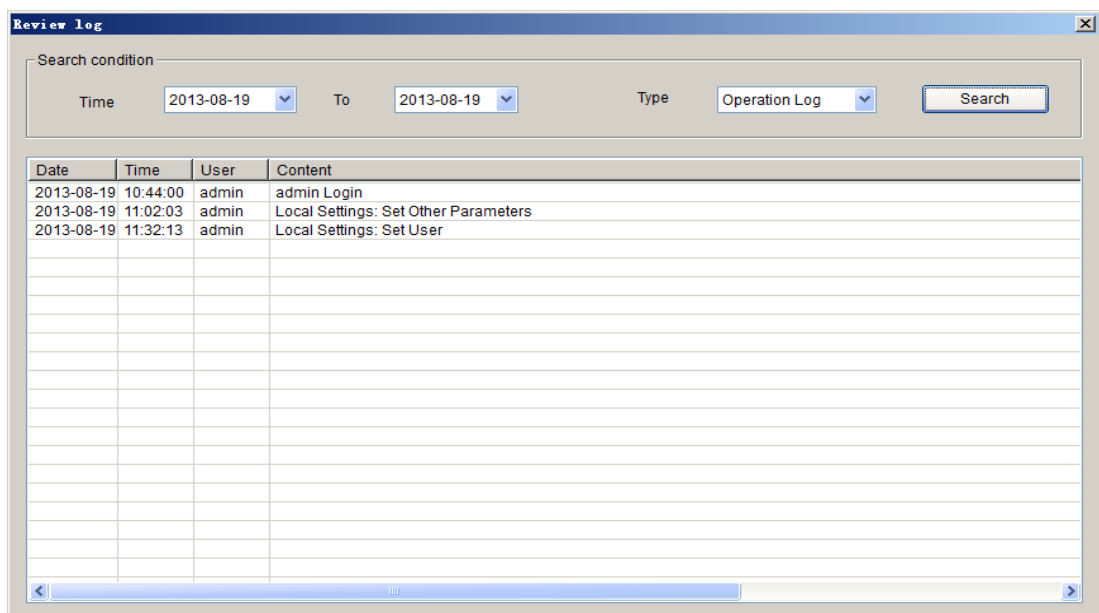 Review log
Search condition
Time 2013-08-19 To 2013-08-19 Type Operation Log Search
Date Time User Content
2013-08-19 10:44:00 admin admin Login
2013-08-19 11:02:03 admin Local Settings: Set Other Parameters
2013-08-19 11:32:13 admin Local Settings: Set User